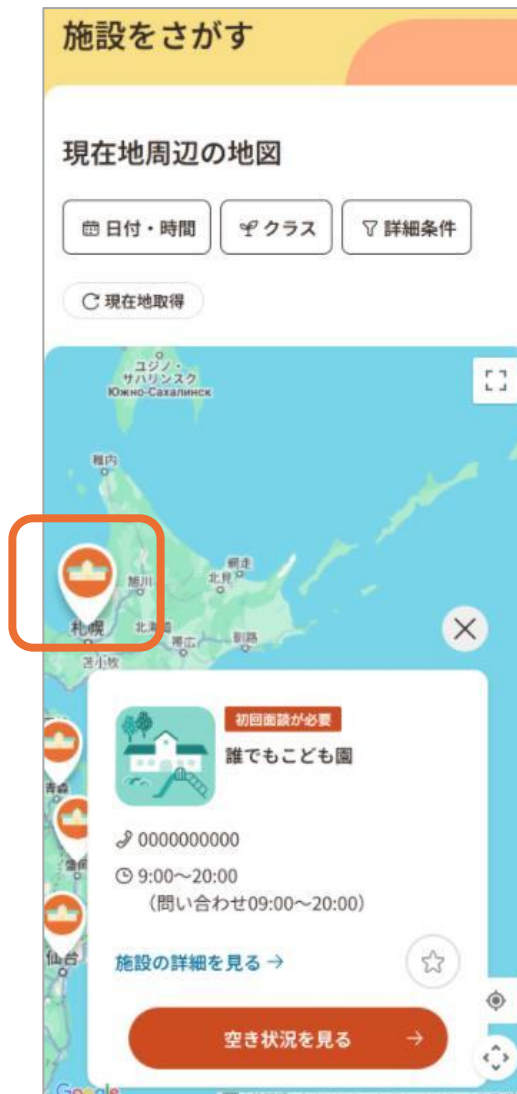 施設をさがす
現在地周辺の地図
日付・時間
クラス
詳細条件
現在地取得
ユジノ・
サハリンスク
Южно-Сахалинск
稚内
網走
旭川
北見
札幌
北海道
帯広
釧路
苫小牧
初回面談が必要
誰でもこども園
青森
0000000000
盛岡
9:00～20:00
（問い合わせ09:00～20:00）
仙台
施設の詳細を見る
空き状況を見る
Google